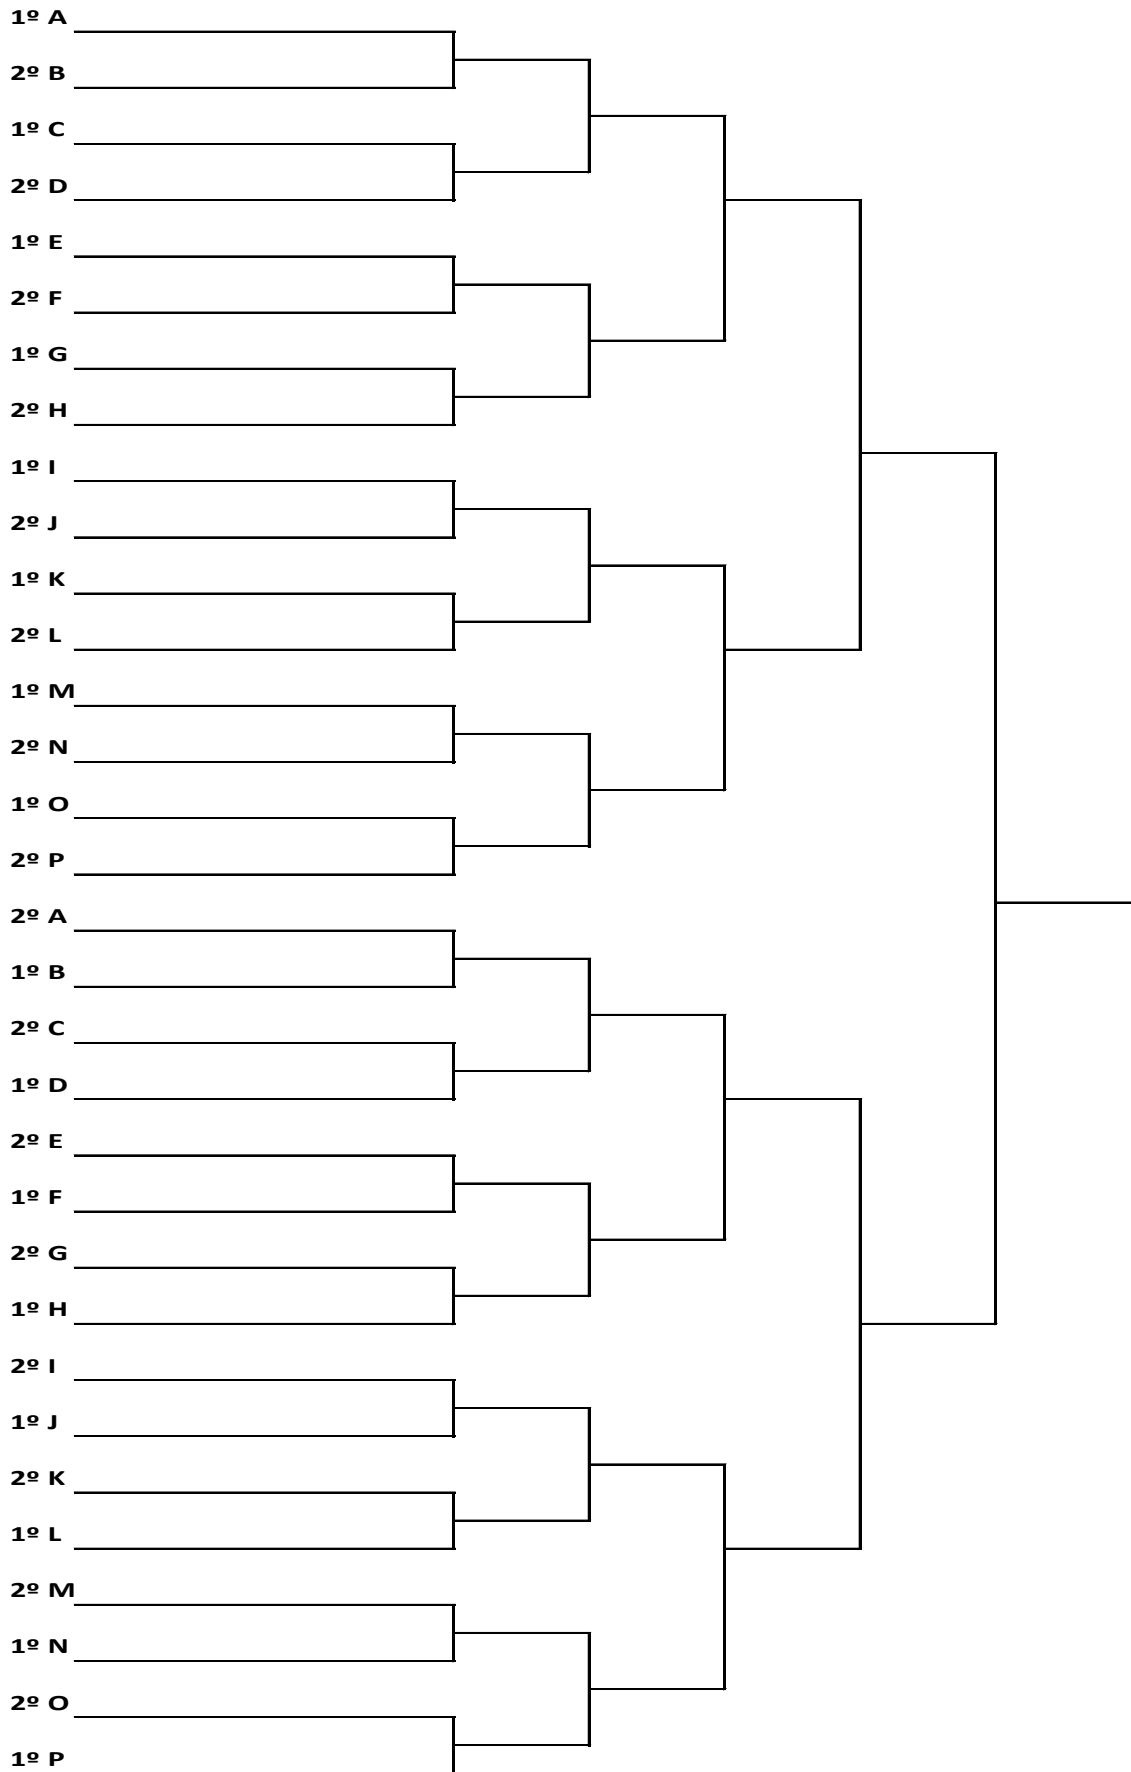 1º A
2º B
1º C
2º D
1º E
2º F
1º G
2º H
1º I
2º J
1º K
2º L
1º M
2º N
1º O
2º P
2º A
1º B
2º C
1º D
2º E
1º F
2º G
1º H
2º I
1º J
2º K
1º L
2º M
1º N
2º O
1º P